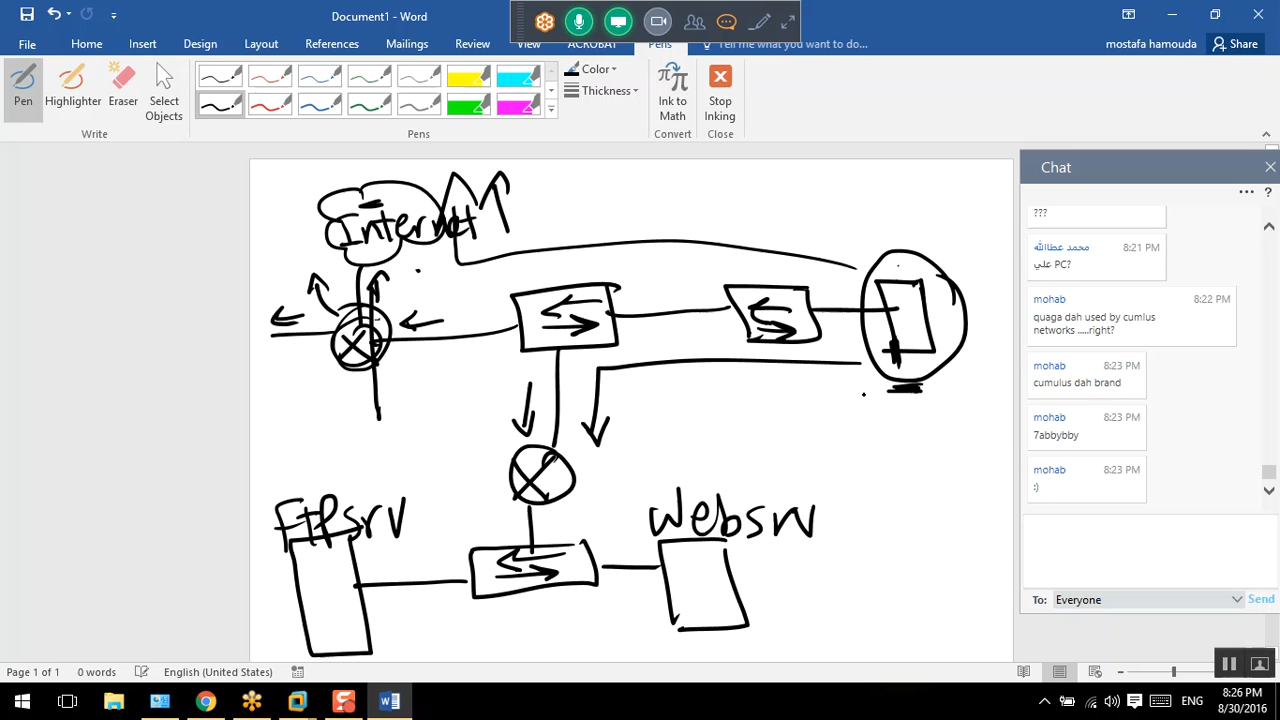 Document1 - Word
File
Home
Insert
Design
Layout
References
Mailings
Review
View
ACROBAT
Pens
Tell me what you want to do...
mostafa hamouda
Share
Pen
Highlighter
Eraser
Select Objects
Color
Thickness
Ink to Math
Stop Inking
Write
Pens
Convert
Close
Chat
???
محمد عطاالله 8:21 PM
علي PC?
mohab 8:22 PM
quaga dah used by cumlus
networks .....right?
mohab 8:23 PM
cumulus dah brand
mohab 8:23 PM
7abbybby
mohab 8:23 PM
:)
To: Everyone
Send
Internet
FTPsrv
Websrv
Page 1 of 1
0 words
English (United States)
ENG
8:26 PM
8/30/2016